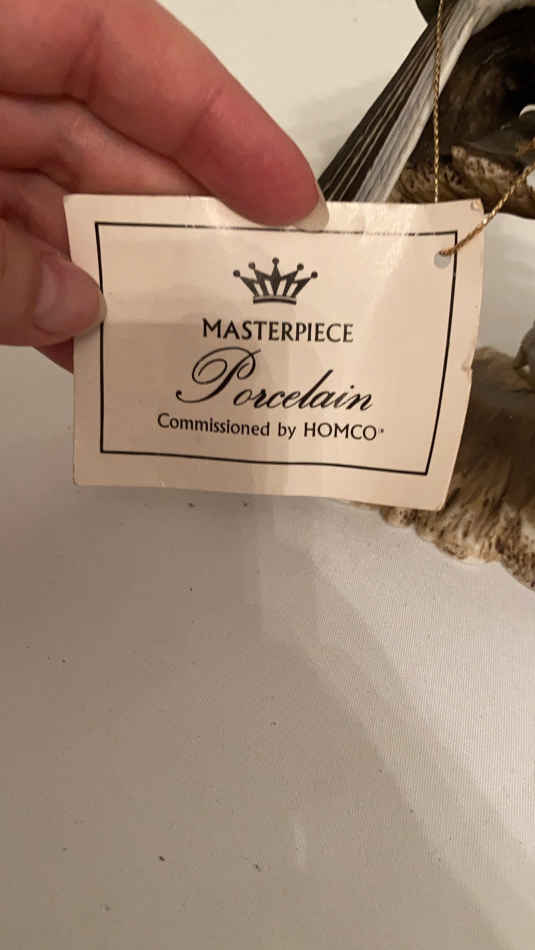 MASTERPIECE
Porcelain
Commissioned by HOMCO®